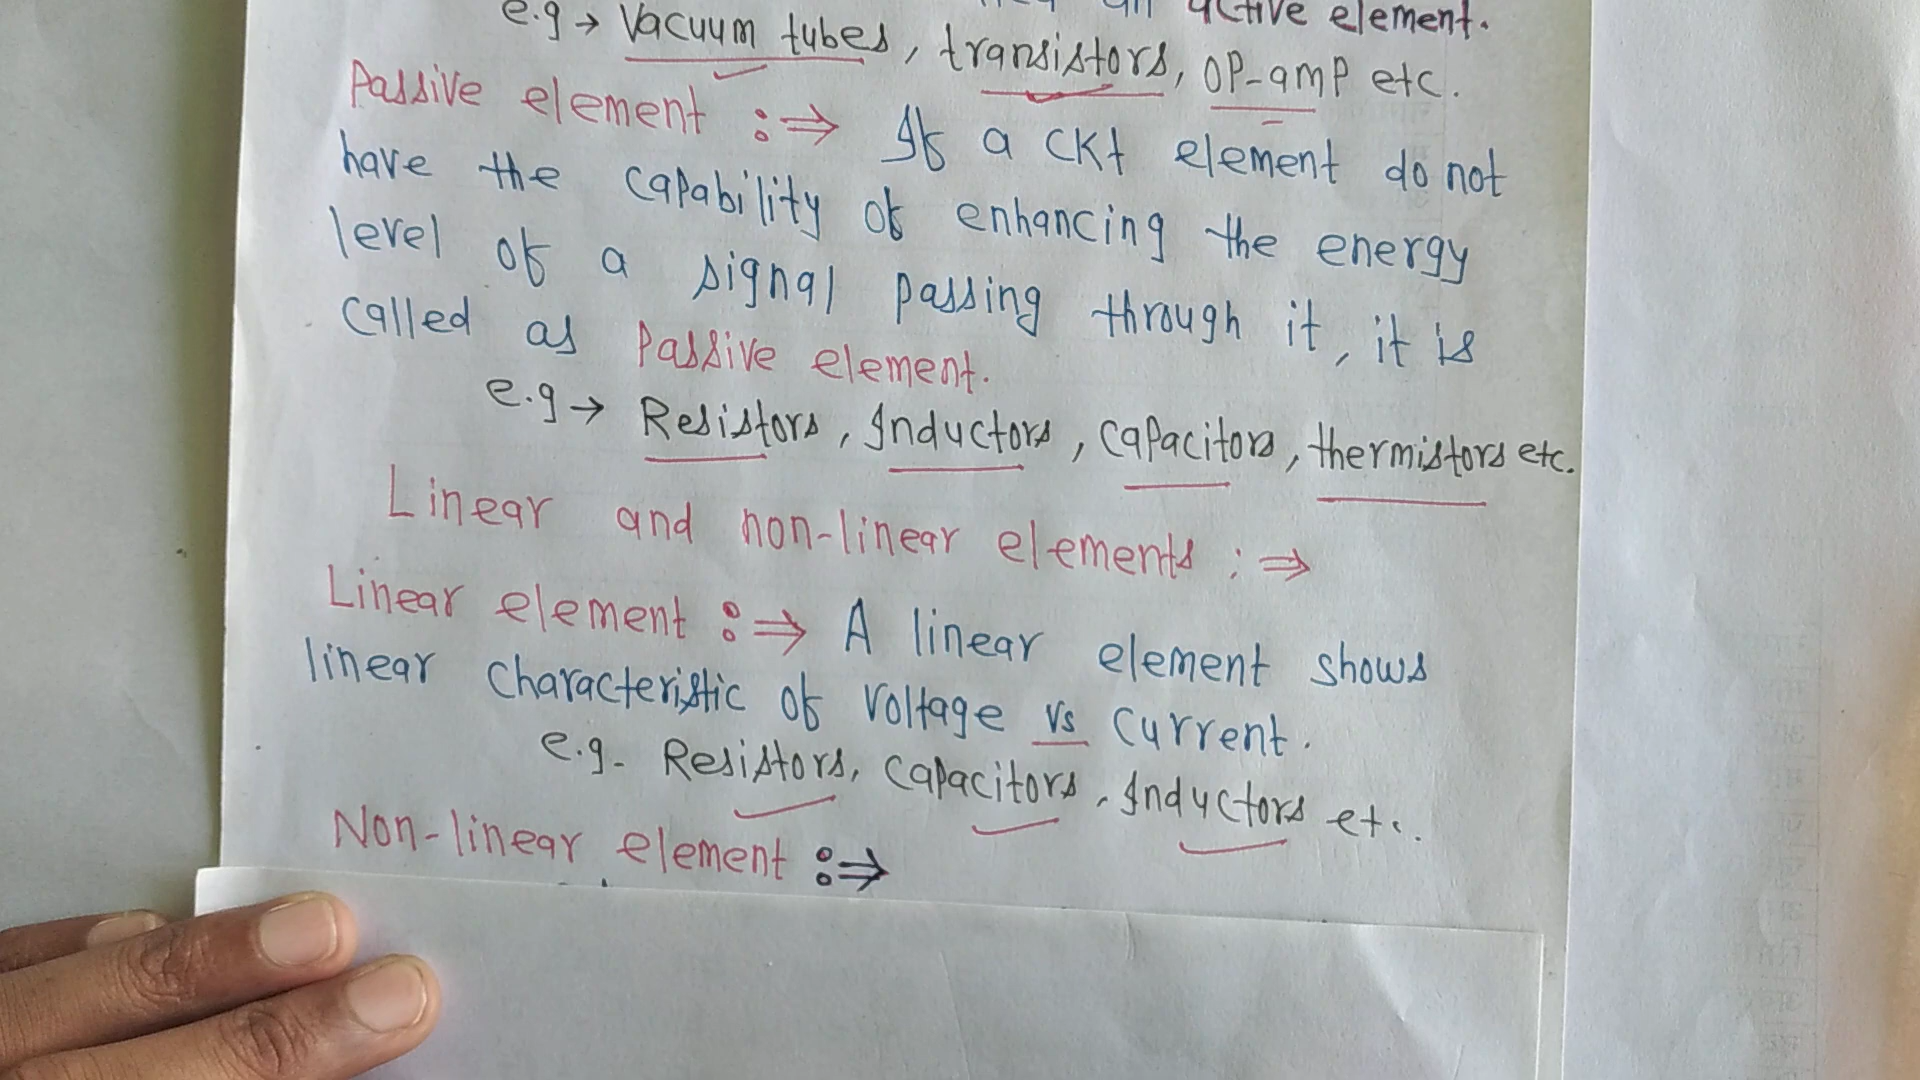 active element.
e.g → Vacuum tubes, transistors, OP-amp etc.
Passive element :⇒ If a ckt element do not
have the capability of enhancing the energy
level of a signal passing through it, it is
called as Passive element.
e.g → Resistors, Inductors, Capacitors, thermistors etc.
Linear and non-linear elements :⇒
Linear element :⇒ A linear element shows
linear characteristic of Voltage vs Current.
e.g- Resistors, Capacitors, Inductors etc..
Non-linear element :⇒